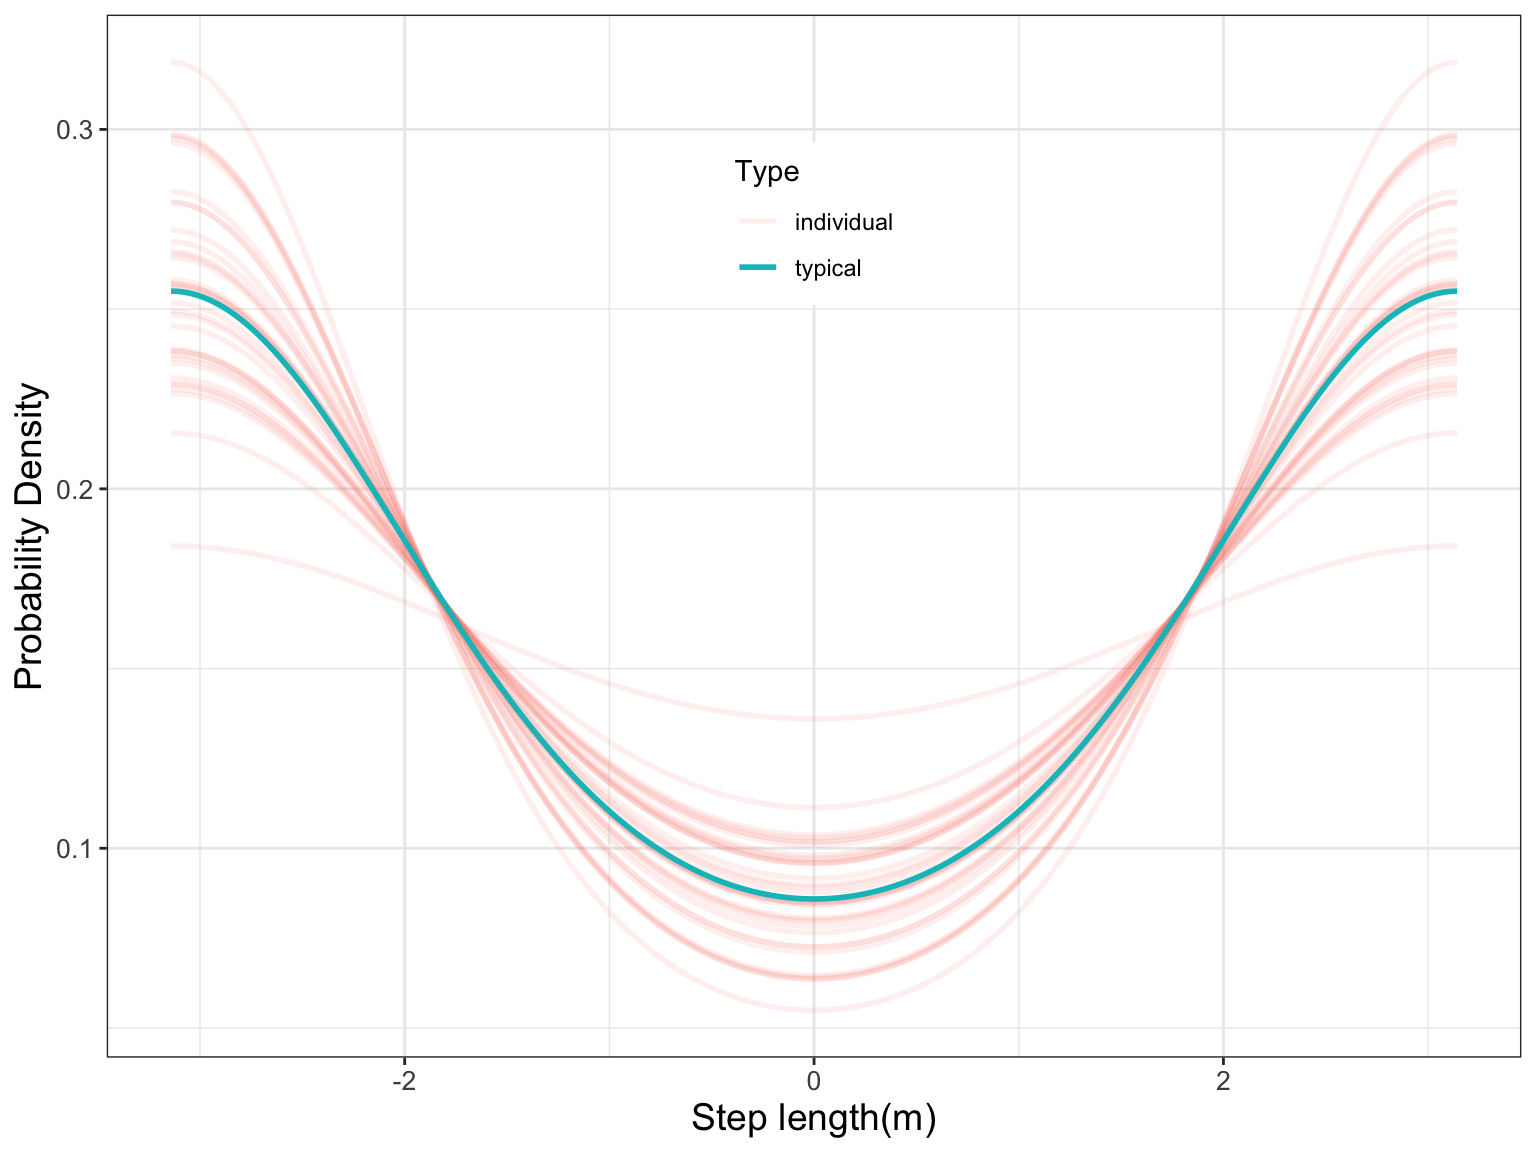 Probability Density
0.3
0.2
0.1
Type
individual
typical
-2
0
2
Step length(m)